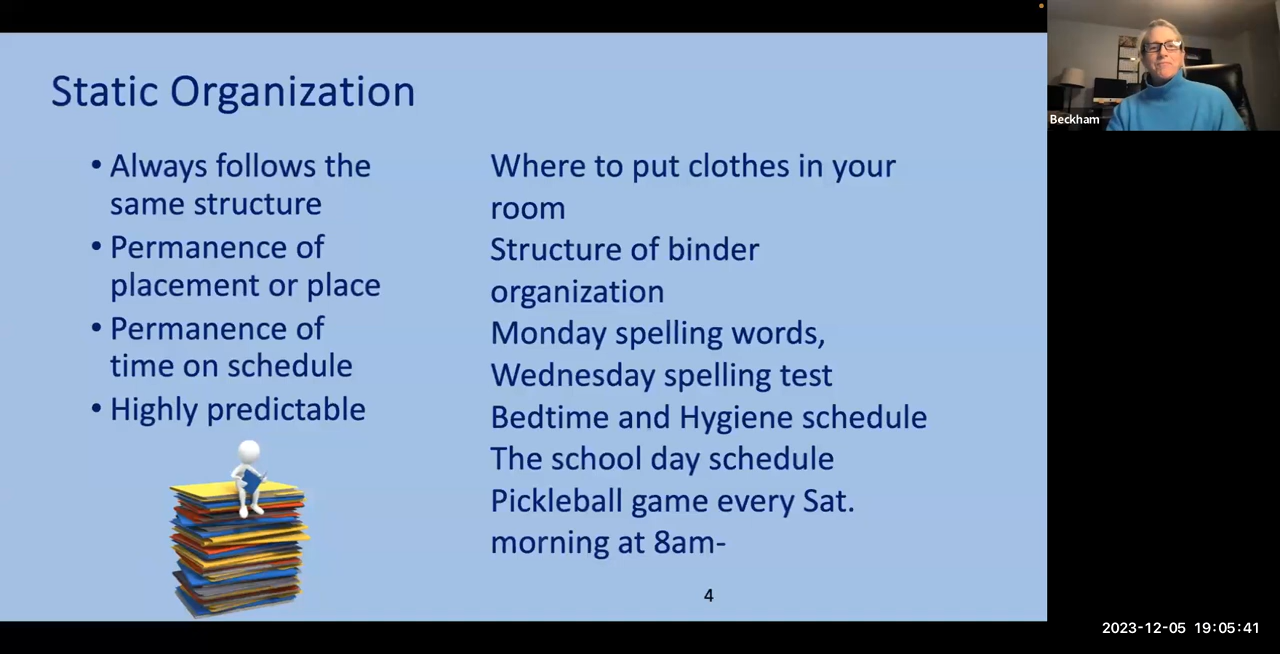 Static Organization
• Always follows the
same structure
• Permanence of
placement or place
• Permanence of
time on schedule
• Highly predictable
Where to put clothes in your
room
Structure of binder
organization
Monday spelling words,
Wednesday spelling test
Bedtime and Hygiene schedule
The school day schedule
Pickleball game every Sat.
morning at 8am-
4
Beckham
2023-12-05 19:05:41